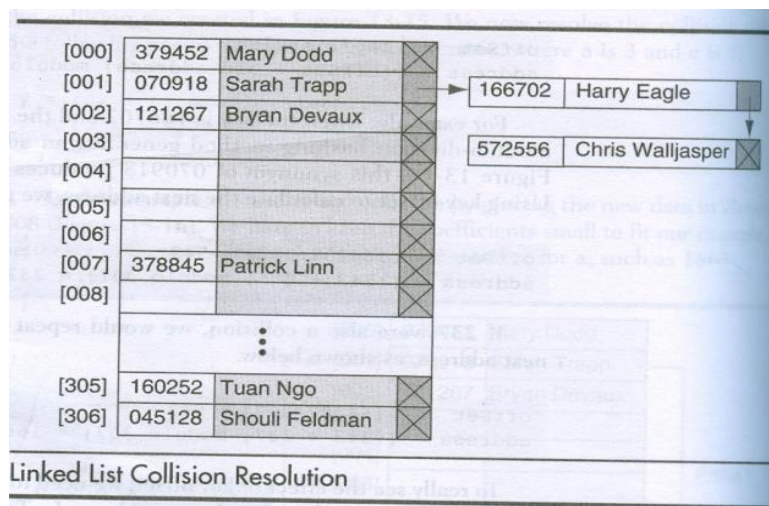 [000] 379452 Mary Dodd
[001] 070918 Sarah Trapp
166702 Harry Eagle
[002] 121267 Bryan Devaux
[003]
572556 Chris Walljasper
[004]
[005]
[006]
[007] 378845 Patrick Linn
[008]
[305] 160252 Tuan Ngo
[306] 045128 Shouli Feldman
Linked List Collision Resolution